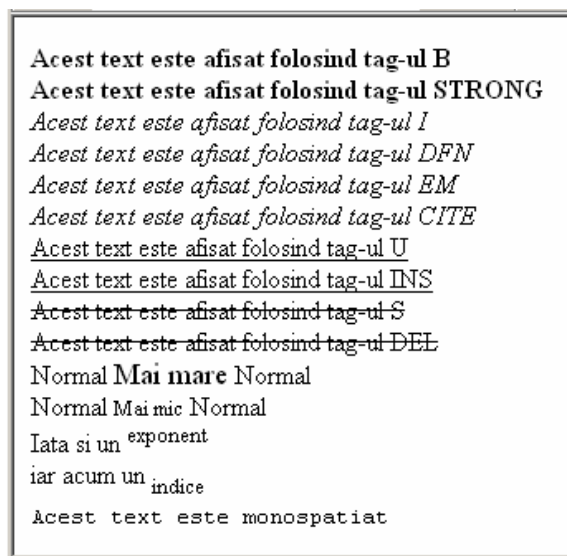 Acest text este afisat folosind tag-ul B
Acest text este afisat folosind tag-ul STRONG
Acest text este afisat folosind tag-ul I
Acest text este afisat folosind tag-ul DFN
Acest text este afisat folosind tag-ul EM
Acest text este afisat folosind tag-ul CITE
Acest text este afisat folosind tag-ul U
Acest text este afisat folosind tag-ul INS
Acest text este afisat folosind tag-ul S
Acest text este afisat folosind tag-ul DEL
Normal Mai mare Normal
Normal Mai mic Normal
Iata si un exponent
iar acum un indice
Acest text este monospatiat